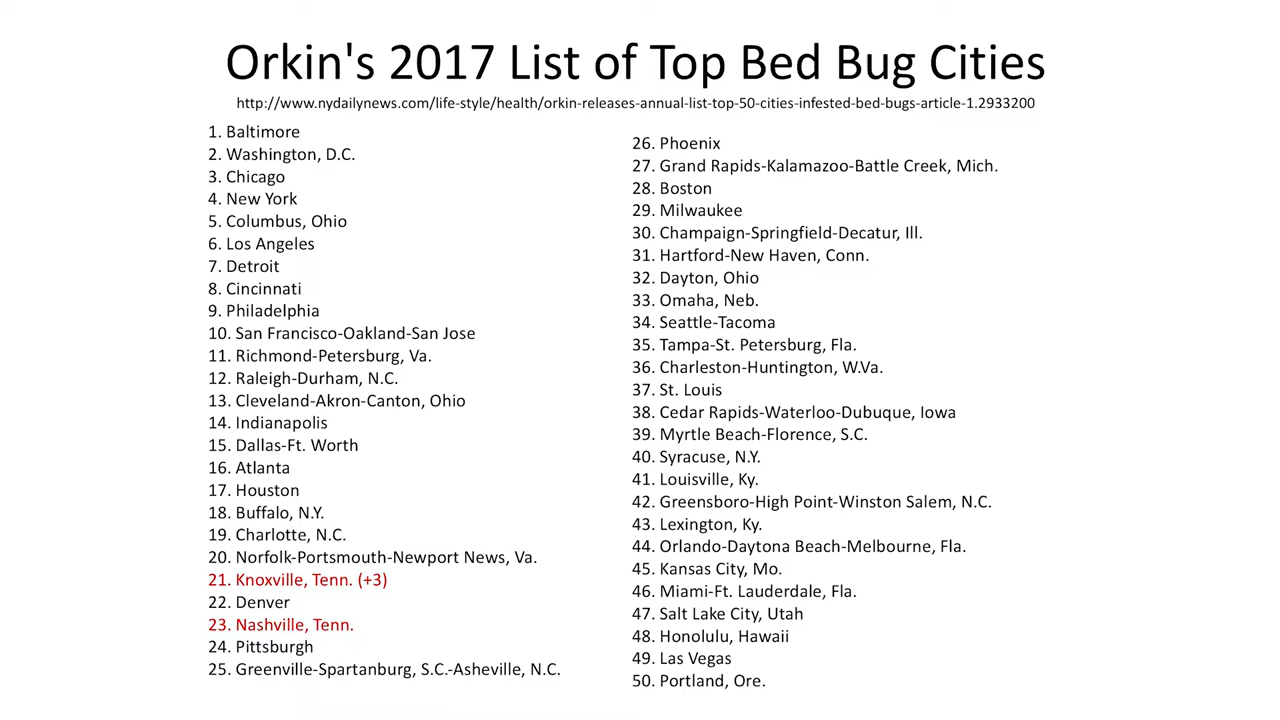 Orkin's 2017 List of Top Bed Bug Cities
http://www.nydailynews.com/life-style/health/orkin-releases-annual-list-top-50-cities-infested-bed-bugs-article-1.2933200
1. Baltimore
2. Washington, D.C.
3. Chicago
4. New York
5. Columbus, Ohio
6. Los Angeles
7. Detroit
8. Cincinnati
9. Philadelphia
10. San Francisco-Oakland-San Jose
11. Richmond-Petersburg, Va.
12. Raleigh-Durham, N.C.
13. Cleveland-Akron-Canton, Ohio
14. Indianapolis
15. Dallas-Ft. Worth
16. Atlanta
17. Houston
18. Buffalo, N.Y.
19. Charlotte, N.C.
20. Norfolk-Portsmouth-Newport News, Va.
21. Knoxville, Tenn. (+3)
22. Denver
23. Nashville, Tenn.
24. Pittsburgh
25. Greenville-Spartanburg, S.C.-Asheville, N.C.
26. Phoenix
27. Grand Rapids-Kalamazoo-Battle Creek, Mich.
28. Boston
29. Milwaukee
30. Champaign-Springfield-Decatur, Ill.
31. Hartford-New Haven, Conn.
32. Dayton, Ohio
33. Omaha, Neb.
34. Seattle-Tacoma
35. Tampa-St. Petersburg, Fla.
36. Charleston-Huntington, W.Va.
37. St. Louis
38. Cedar Rapids-Waterloo-Dubuque, Iowa
39. Myrtle Beach-Florence, S.C.
40. Syracuse, N.Y.
41. Louisville, Ky.
42. Greensboro-High Point-Winston Salem, N.C.
43. Lexington, Ky.
44. Orlando-Daytona Beach-Melbourne, Fla.
45. Kansas City, Mo.
46. Miami-Ft. Lauderdale, Fla.
47. Salt Lake City, Utah
48. Honolulu, Hawaii
49. Las Vegas
50. Portland, Ore.